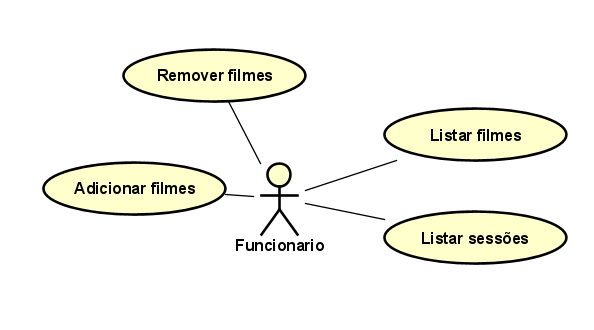 Remover filmes
Listar filmes
Adicionar filmes
Listar sessões
Funcionario